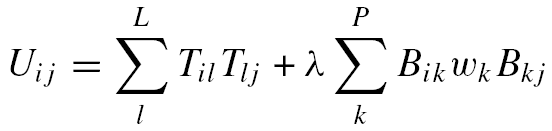 U_{ij} = \sum_{l}^{L} T_{il} T_{lj} + \lambda \sum_{k}^{P} B_{ik} w_k B_{kj}